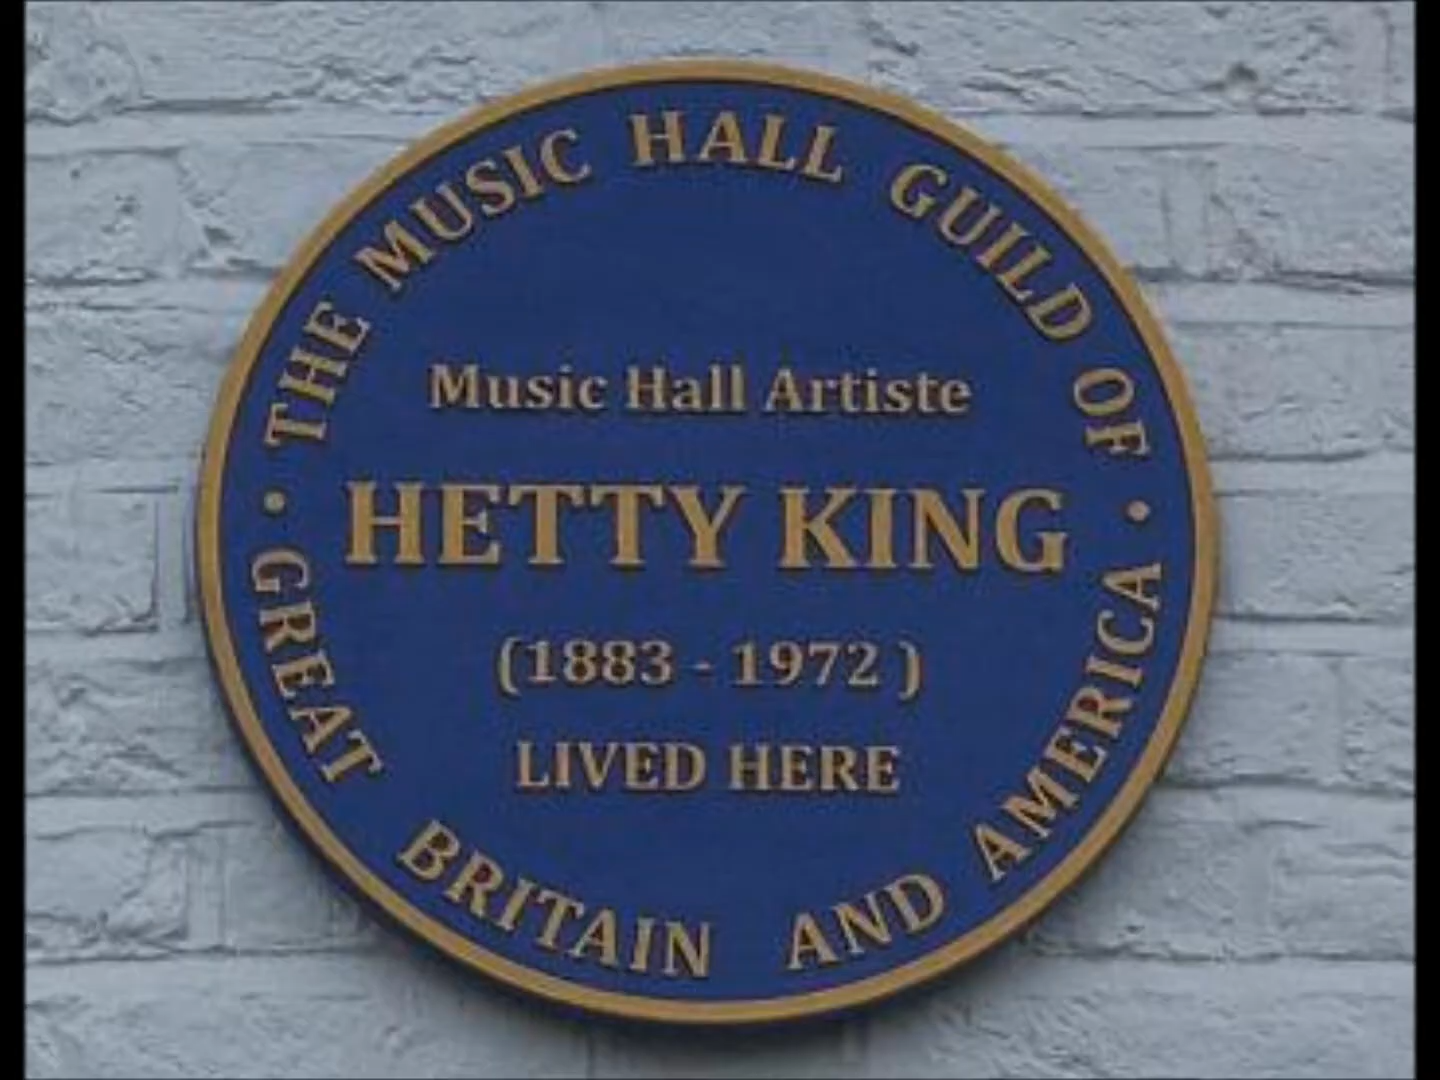 THE MUSIC HALL GUILD OF
Music Hall Artiste
HETTY KING
(1883 - 1972 )
LIVED HERE
GREAT BRITAIN AND AMERICA